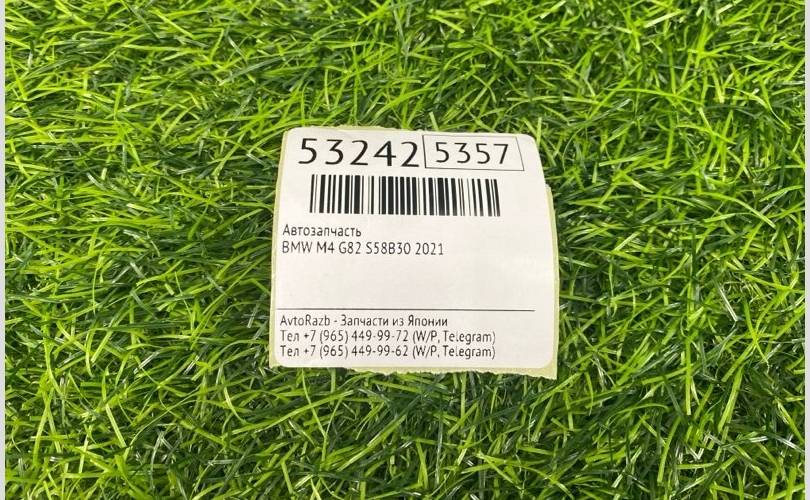 53242 5357
Автозапчасть
BMW M4 G82 S58B30 2021
AvtoRazb - Запчасти из Японии
Тел +7 (965) 449-99-72 (W/P, Telegram)
Тел +7 (965) 449-99-62 (W/P, Telegram)